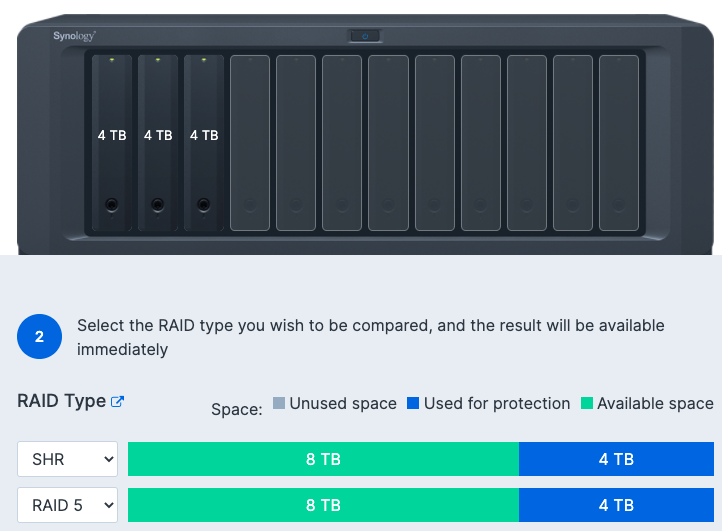 Synology
4 TB 4 TB 4 TB
2
Select the RAID type you wish to be compared, and the result will be available
immediately
RAID Type
Space: Unused space Used for protection Available space
SHR 8 TB 4 TB
RAID 5 8 TB 4 TB